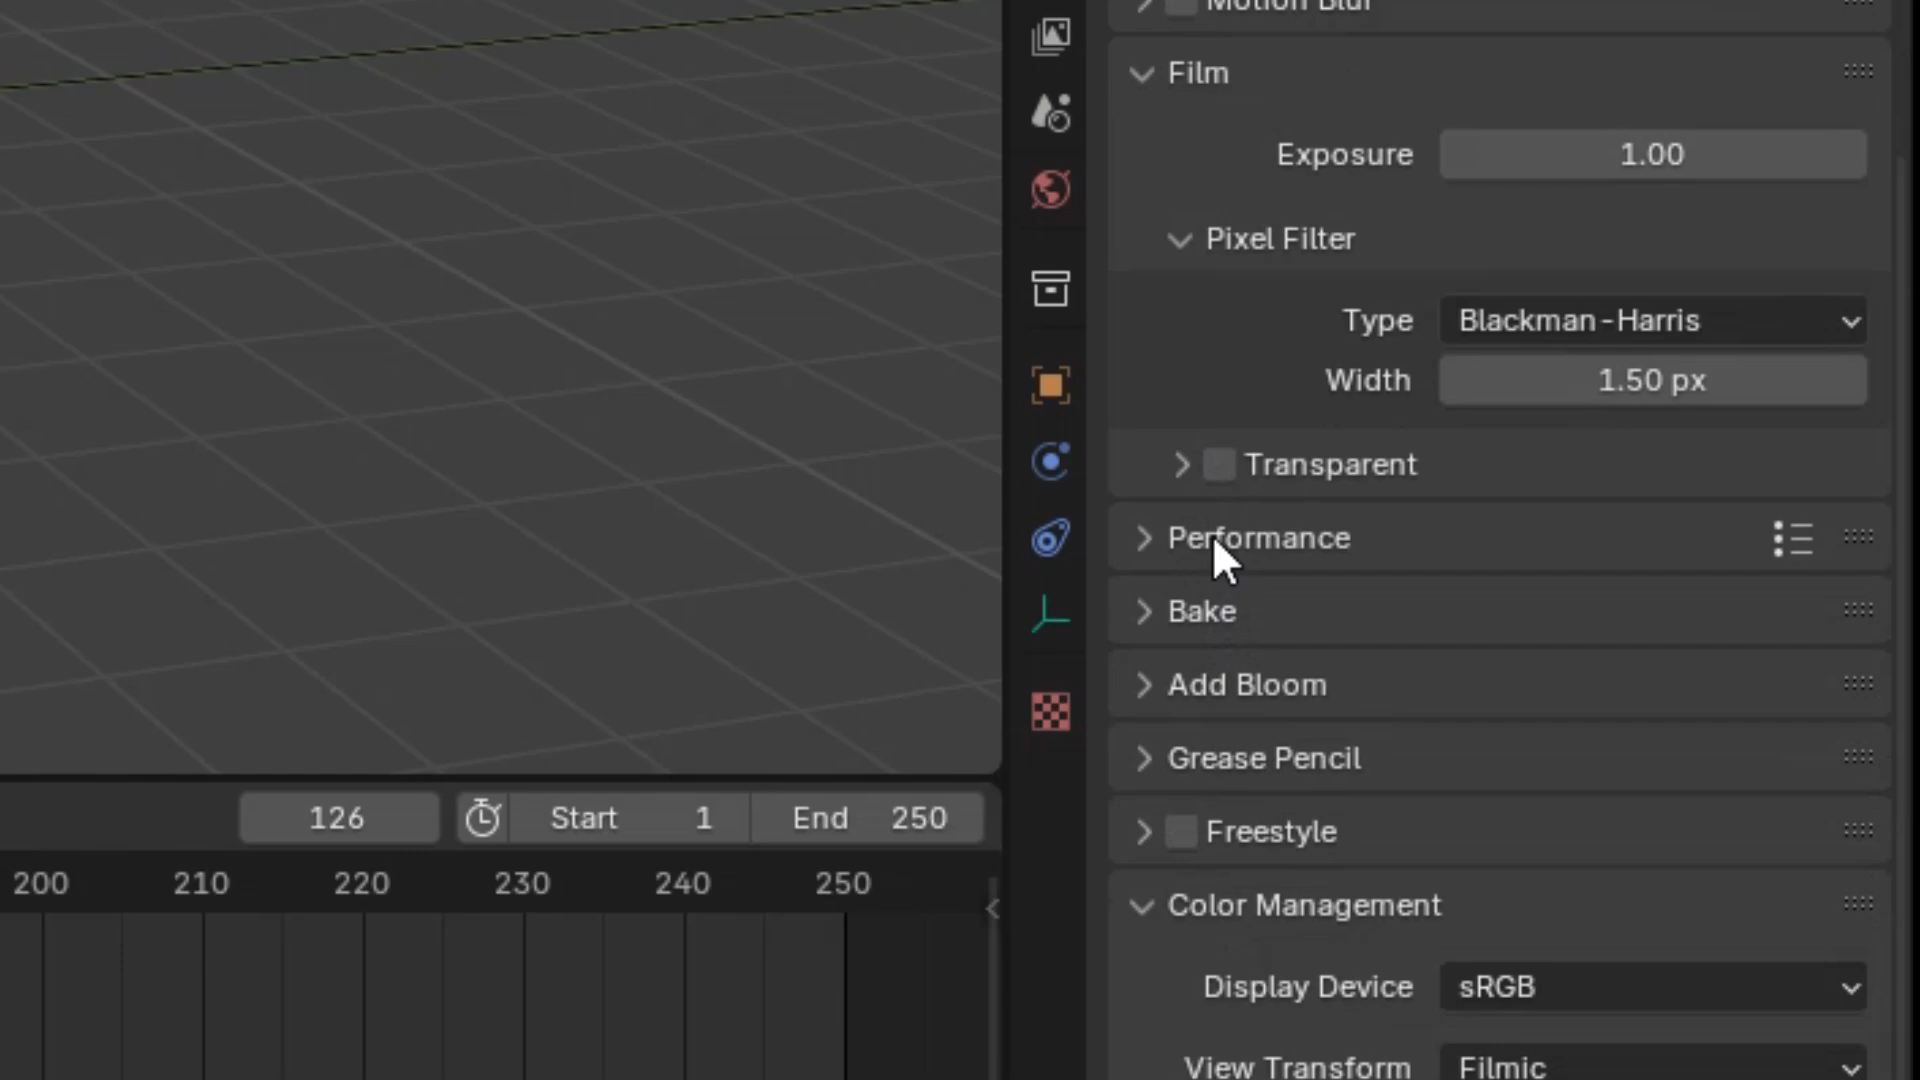 Motion Blur
Film
Exposure 1.00
Pixel Filter
Type Blackman-Harris
Width 1.50 px
Transparent
Performance
Bake
Add Bloom
Grease Pencil
126 Start 1 End 250
Freestyle
200 210 220 230 240 250
Color Management
Display Device sRGB
View Transform Filmic